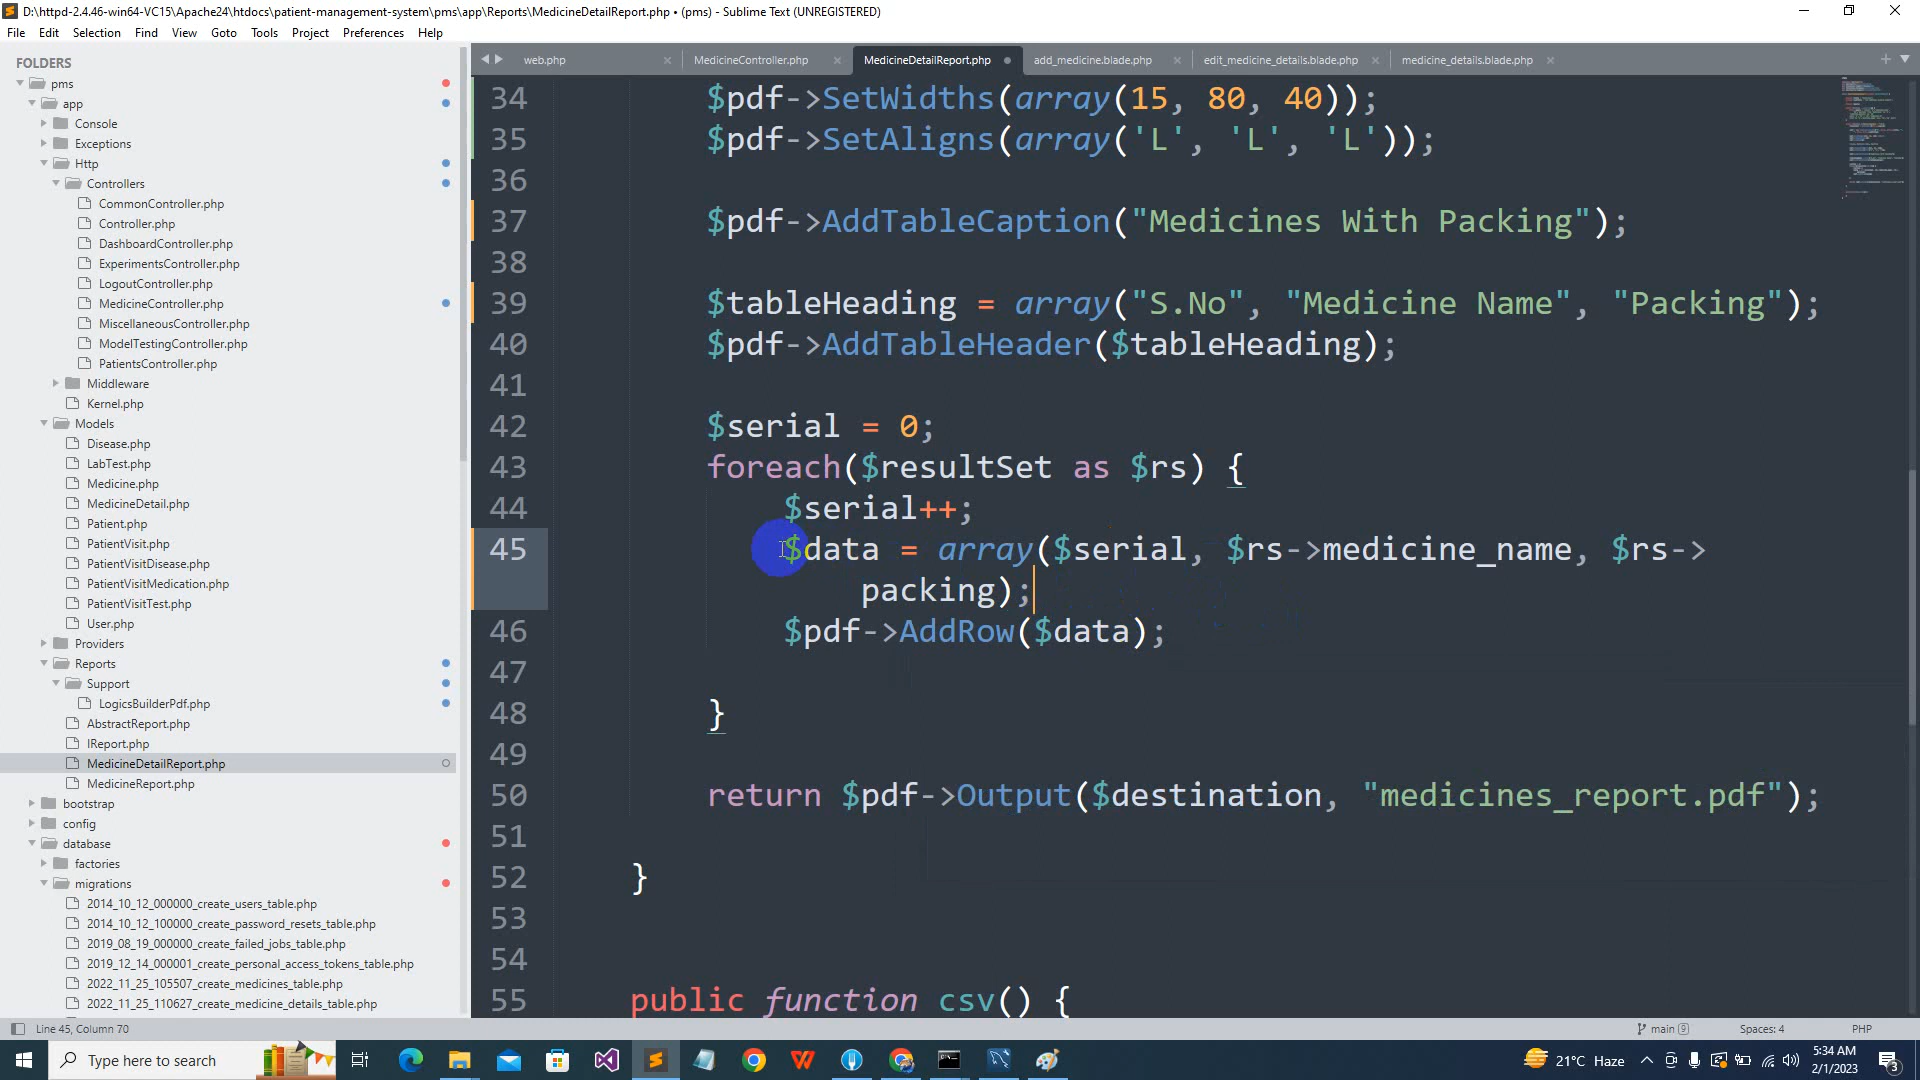 D:\httpd-2.4.46-win64-VC15\Apache24\htdocs\patient-management-system\pms\app\Reports\MedicineDetailReport.php • (pms) - Sublime Text (UNREGISTERED)
File Edit Selection Find View Goto Tools Project Preferences Help
FOLDERS
pms
app
Console
Exceptions
Http
Controllers
CommonController.php
Controller.php
DashboardController.php
ExperimentsController.php
LogoutController.php
MedicineController.php
MiscellaneousController.php
ModelTestingController.php
PatientsController.php
Middleware
Kernel.php
Models
Disease.php
LabTest.php
Medicine.php
MedicineDetail.php
Patient.php
PatientVisit.php
PatientVisitDisease.php
PatientVisitMedication.php
PatientVisitTest.php
User.php
Providers
Reports
Support
LogicsBuilderPdf.php
AbstractReport.php
IReport.php
MedicineDetailReport.php
MedicineReport.php
bootstrap
config
database
factories
migrations
2014_10_12_000000_create_users_table.php
2014_10_12_100000_create_password_resets_table.php
2019_08_19_000000_create_failed_jobs_table.php
2019_12_14_000001_create_personal_access_tokens_table.php
2022_11_25_105507_create_medicines_table.php
2022_11_25_110627_create_medicine_details_table.php
web.php MedicineController.php MedicineDetailReport.php add_medicine.blade.php edit_medicine_details.blade.php medicine_details.blade.php
34 $pdf->SetWidths(array(15, 80, 40));
35 $pdf->SetAligns(array('L', 'L', 'L'));
36
37 $pdf->AddTableCaption("Medicines With Packing");
38
39 $tableHeading = array("S.No", "Medicine Name", "Packing");
40 $pdf->AddTableHeader($tableHeading);
41
42 $serial = 0;
43 foreach($resultSet as $rs) {
44 $serial++;
45 $data = array($serial, $rs->medicine_name, $rs->
packing);
46 $pdf->AddRow($data);
47
48 }
49
50 return $pdf->Output($destination, "medicines_report.pdf");
51
52 }
53
54
55 public function csv() {
Line 45, Column 70 main 9 Spaces: 4 PHP
Type here to search 21°C Haze 5:34 AM
2/1/2023 3